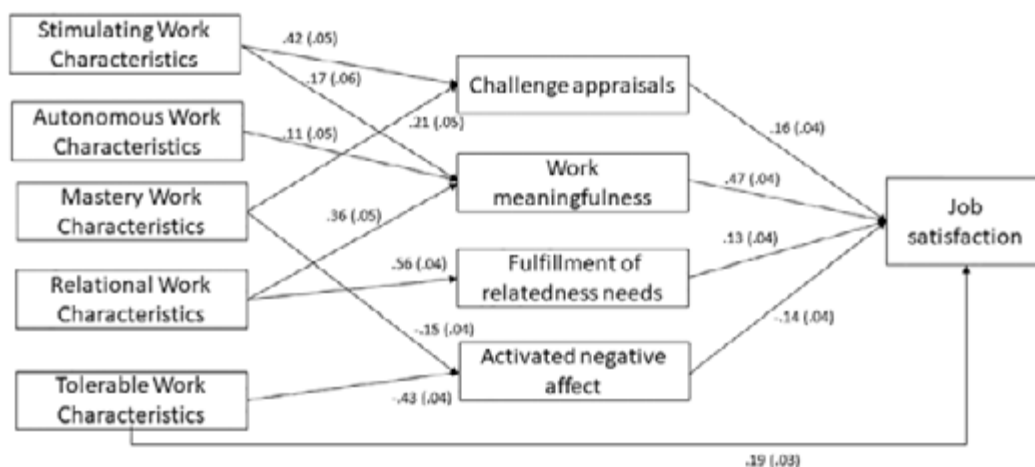 Stimulating Work
Characteristics
Autonomous Work
Characteristics
Mastery Work
Characteristics
Relational Work
Characteristics
Tolerable Work
Characteristics
.42 (.05)
.17 (.06)
.21 (.05)
.11 (.05)
.36 (.05)
.56 (.04)
-.15 (.04)
-.43 (.04)
Challenge appraisals
Work
meaningfulness
Fulfillment of
relatedness needs
Activated negative
affect
.16 (.04)
.47 (.04)
.13 (.04)
-.14 (.04)
Job
satisfaction
.19 (.03)